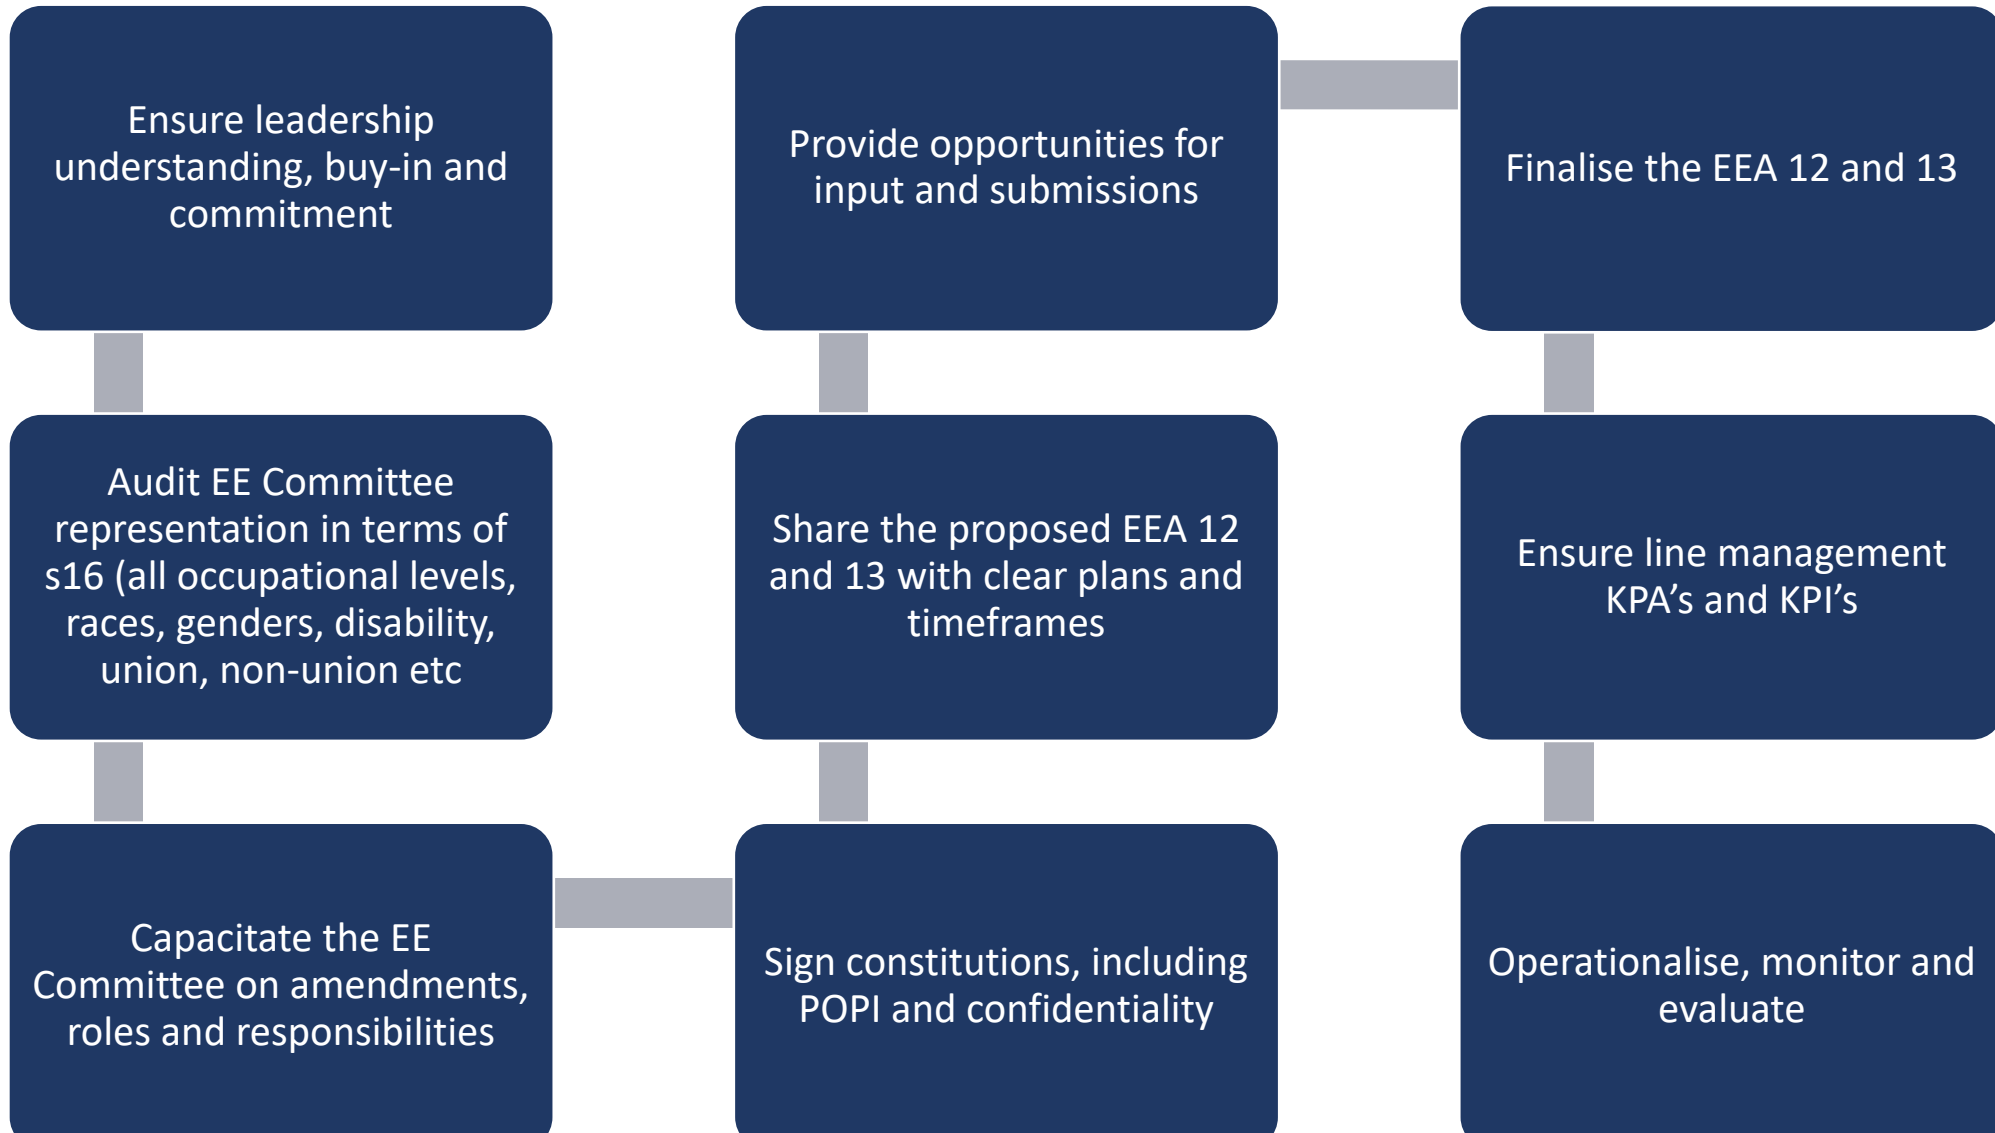 Ensure leadership
understanding, buy-in and
commitment
Audit EE Committee
representation in terms of
s16 (all occupational levels,
races, genders, disability,
union, non-union etc
Capacitate the EE
Committee on amendments,
roles and responsibilities
Sign constitutions, including
POPI and confidentiality
Share the proposed EEA 12
and 13 with clear plans and
timeframes
Provide opportunities for
input and submissions
Finalise the EEA 12 and 13
Ensure line management
KPA’s and KPI’s
Operationalise, monitor and
evaluate